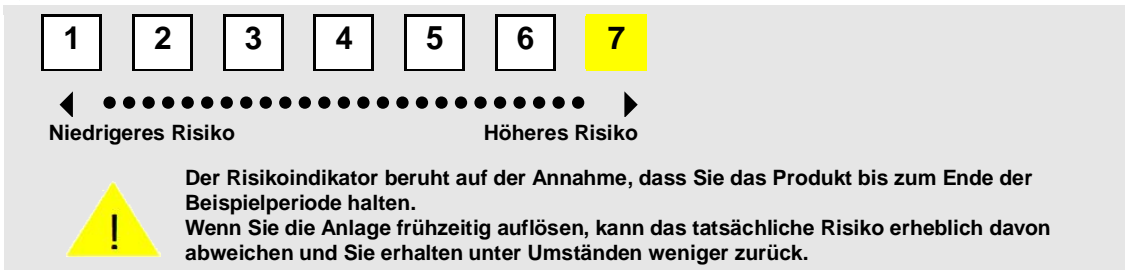 1 2 3 4 5 6 7
Niedrigeres Risiko Höheres Risiko
Der Risikoindikator beruht auf der Annahme, dass Sie das Produkt bis zum Ende der
Beispielperiode halten.
Wenn Sie die Anlage frühzeitig auflösen, kann das tatsächliche Risiko erheblich davon
abweichen und Sie erhalten unter Umständen weniger zurück.
!